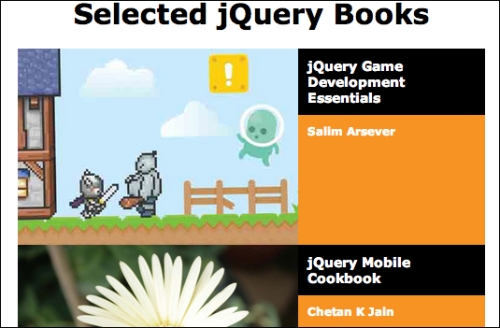 Selected jQuery Books
!
jQuery Game
Development
Essentials
Salim Arsever
jQuery Mobile
Cookbook
Chetan K Jain